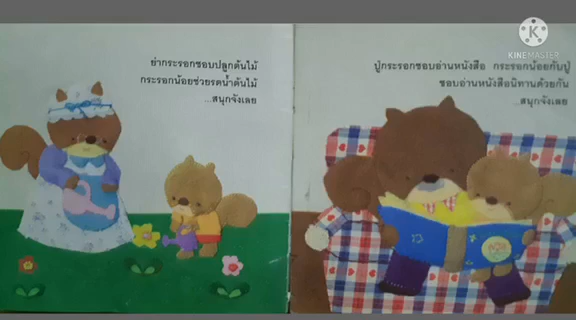 ย่ากระรอกชอบปลูกต้นไม้
กระรอกน้อยช่วยรดน้ำต้นไม้
...สนุกจังเลย
ปู่กระรอกชอบอ่านหนังสือ กระรอกน้อยกับปู่
ชอบอ่านหนังสือนิทานด้วยกัน
...สนุกจังเลย
KINEMASTER